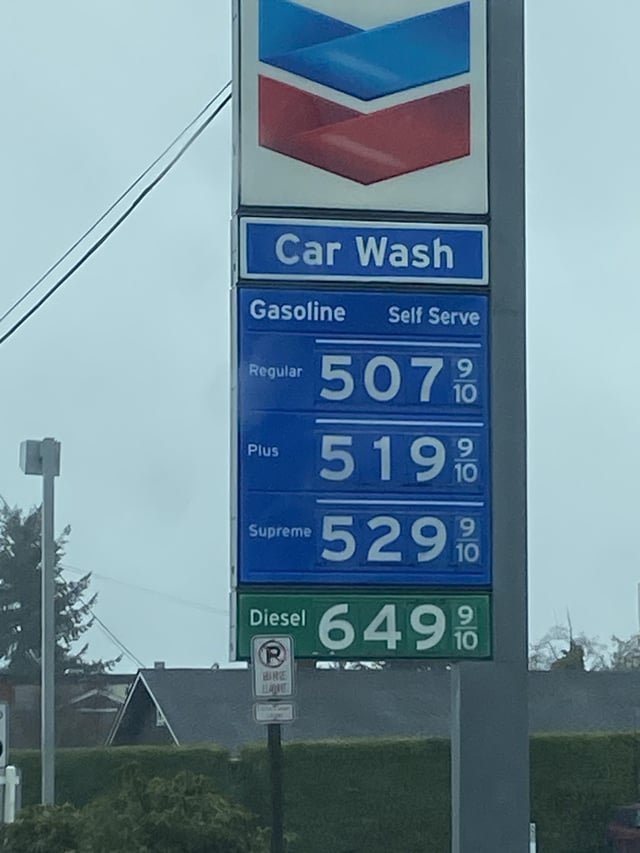 Car Wash
Gasoline Self Serve
Regular 507 9/10
Plus 519 9/10
Supreme 529 9/10
Diesel 649 9/10
P